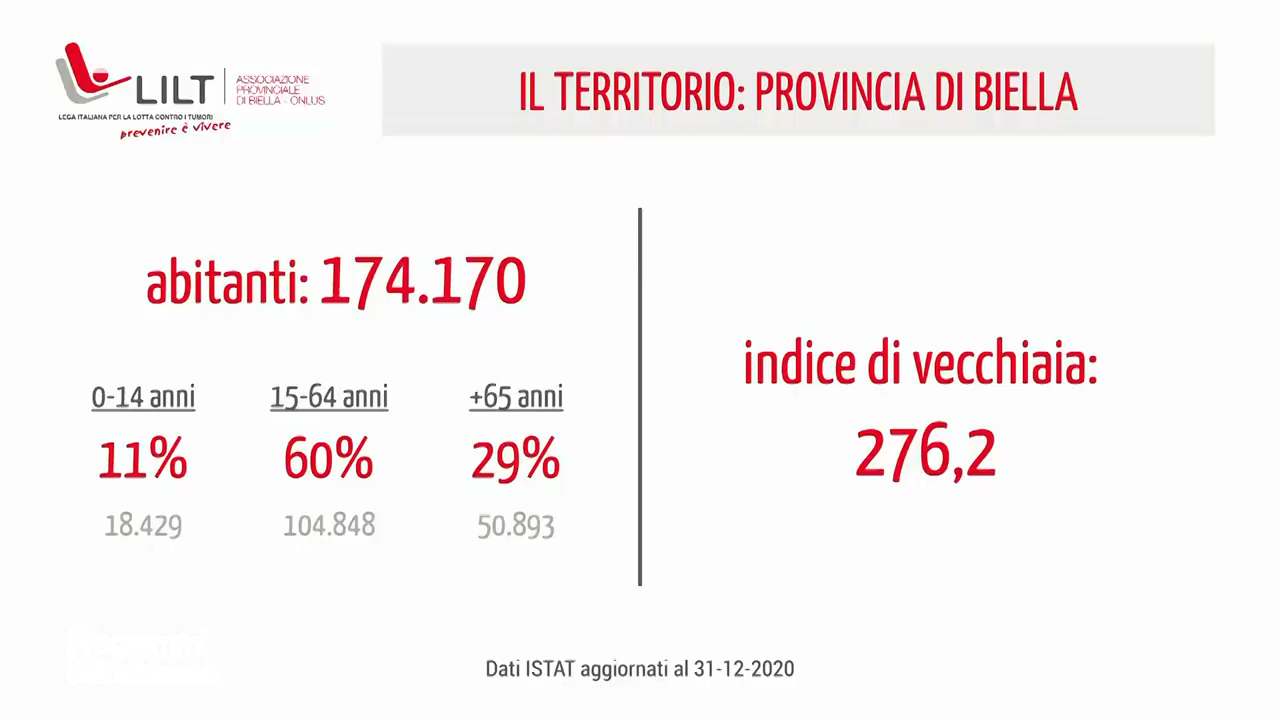 LILT
ASSOCIAZIONE
PROVINCIALE
DI BIELLA - ONLUS
LEGA ITALIANA PER LA LOTTA CONTRO I TUMORI
prevenire è vivere
IL TERRITORIO: PROVINCIA DI BIELLA
abitanti: 174.170
0-14 anni 15-64 anni +65 anni
11% 60% 29%
18.429 104.848 50.893
indice di vecchiaia:
276,2
Dati ISTAT aggiornati al 31-12-2020